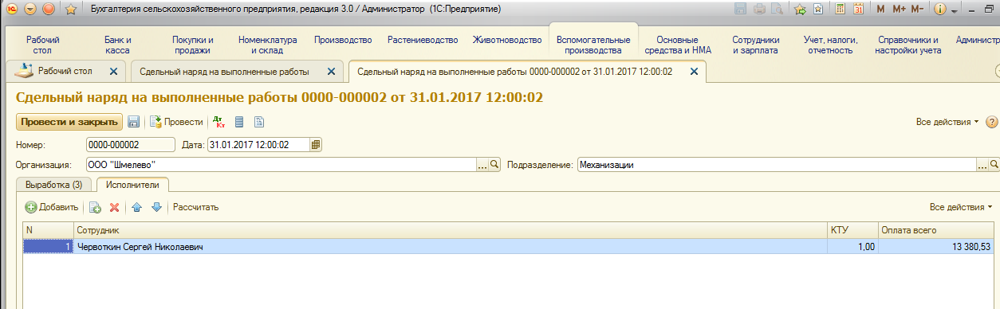 Бухгалтерия сельскохозяйственного предприятия, редакция 3.0 / Администратор (1С:Предприятие)
M M+ M-
Рабочий стол
Банк и касса
Покупки и продажи
Номенклатура и склад
Производство
Растениеводство
Животноводство
Вспомогательные производства
Основные средства и НМА
Сотрудники и зарплата
Учет, налоги, отчетность
Справочники и настройки учета
Администр
Рабочий стол
Сдельный наряд на выполненные работы
Сдельный наряд на выполненные работы 0000-000002 от 31.01.2017 12:00:02
Сдельный наряд на выполненные работы 0000-000002 от 31.01.2017 12:00:02
Провести и закрыть Провести Дт Кт Все действия
Номер: 0000-000002 Дата: 31.01.2017 12:00:02
Организация: ООО "Шмелево" ... Подразделение: Механизации ...
Выработка (3) Исполнители
Добавить Рассчитать Все действия
N Сотрудник КТУ Оплата всего
1 Червоткин Сергей Николаевич 1,00 13 380,53